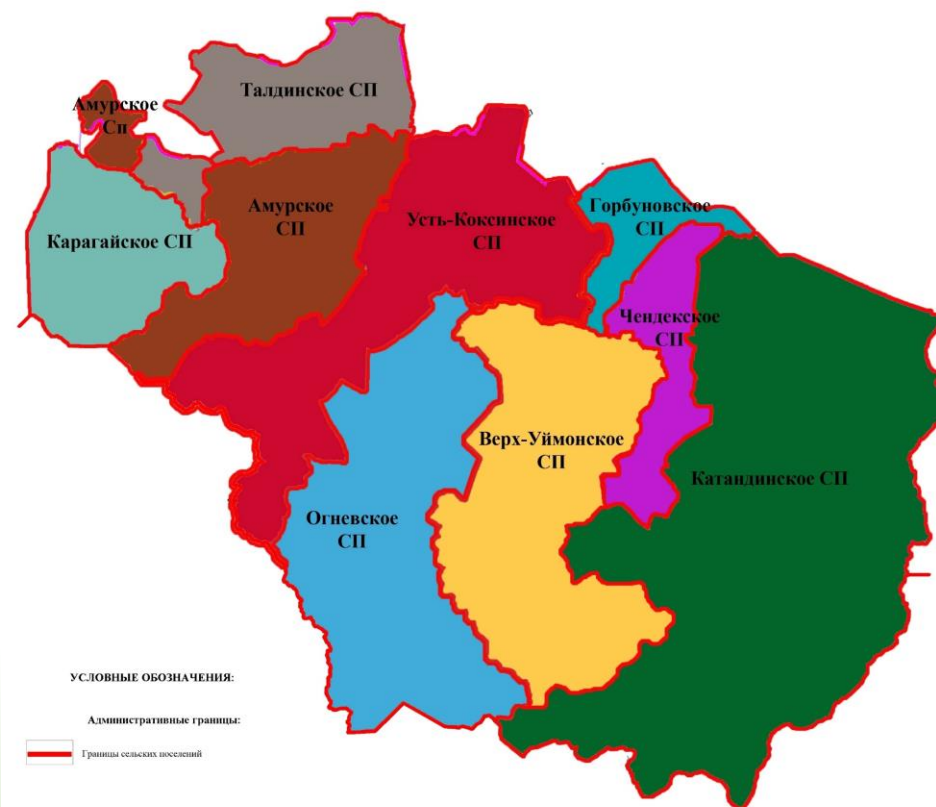 Талдинское СП
Амурское
Сп
Амурское
СП
Карагайское СП
Усть-Коксинское
СП
Горбуновское
СП
Чендекское
СП
Верх-Уймонское
СП
Катандинское СП
Огневское
СП
УСЛОВНЫЕ ОБОЗНАЧЕНИЯ:
Административные границы:
Границы сельских поселений